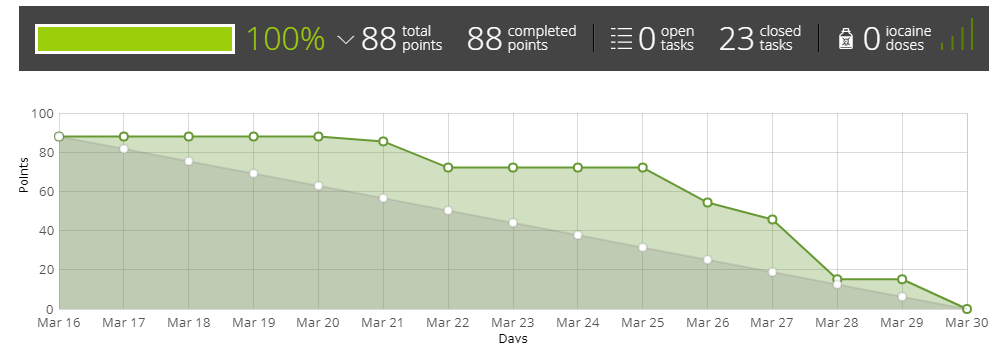 100% 88 total points 88 completed points 0 open tasks 23 closed tasks 0 iocaine doses
100
80
60
40
20
0
Points
Mar 16 Mar 17 Mar 18 Mar 19 Mar 20 Mar 21 Mar 22 Mar 23 Mar 24 Mar 25 Mar 26 Mar 27 Mar 28 Mar 29 Mar 30
Days